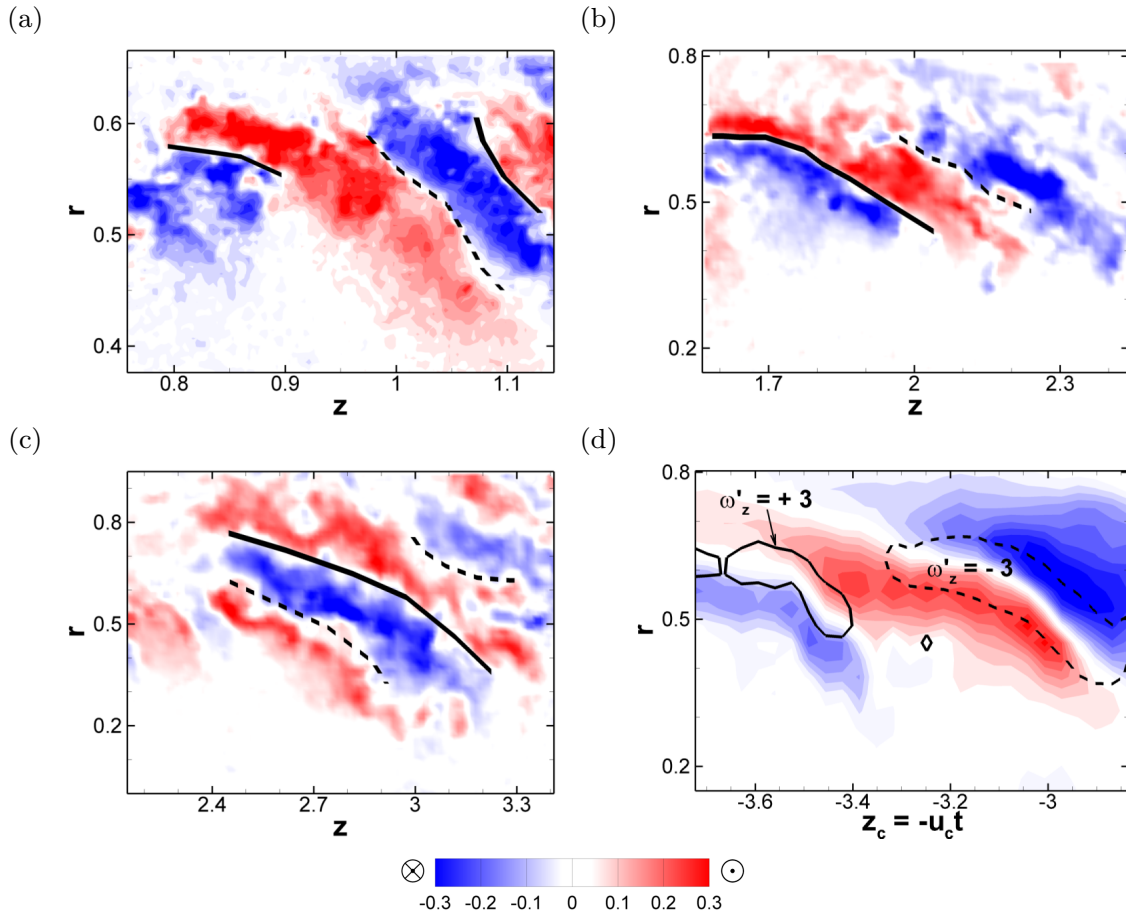 (a)
0.6
0.5
0.4
r
0.8 0.9 1 1.1
z
(b)
0.8
0.5
0.2
r
1.7 2 2.3
z
(c)
0.8
0.5
0.2
r
2.4 2.7 3 3.3
z
(d)
0.8
0.5
0.2
r
ω'z = + 3
ω'z = - 3
-3.6 -3.4 -3.2 -3
zc = -uct
-0.3 -0.2 -0.1 0 0.1 0.2 0.3